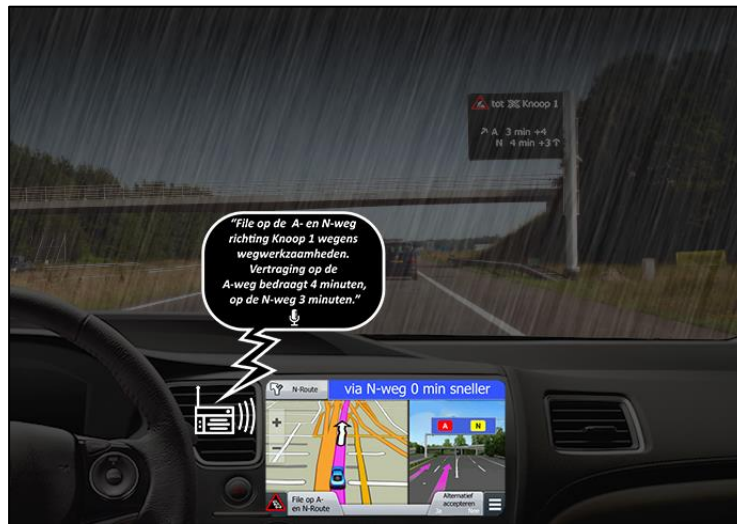 tot Knoop 1
A 3 min +4
N 4 min +3
"File op de A- en N-weg
richting Knoop 1 wegens
wegwerkzaamheden.
Vertraging op de
A-weg bedraagt 4 minuten,
op de N-weg 3 minuten."
N-Route
via N-weg 0 min sneller
+
-
A N
File op A-
en N-Route
Alternatief
accepteren
Ja Nee